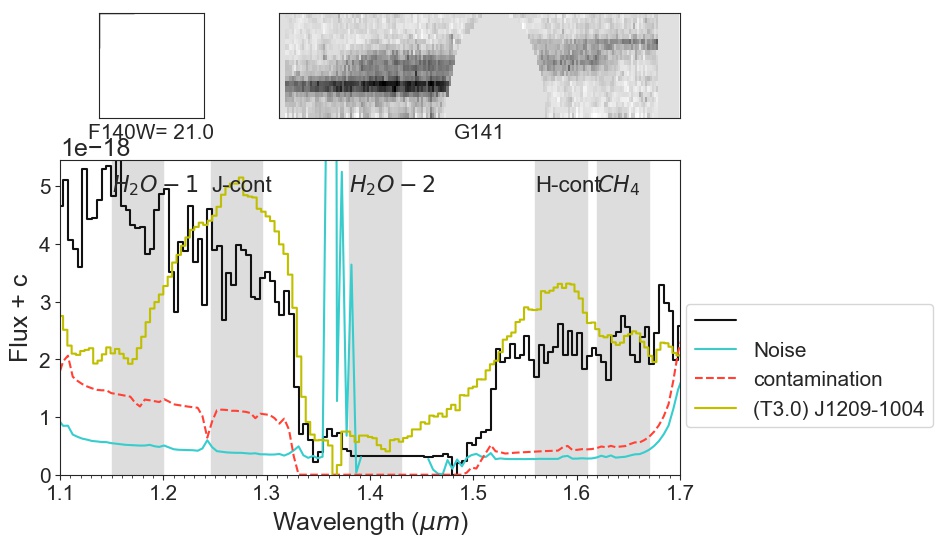 F140W= 21.0
G141
1e−18
H₂O − 1 J-cont H₂O − 2 H-cont CH₄
5
4
3
2
1
0
Flux + c
1.1 1.2 1.3 1.4 1.5 1.6 1.7
Wavelength (μm)
Noise
contamination
(T3.0) J1209-1004